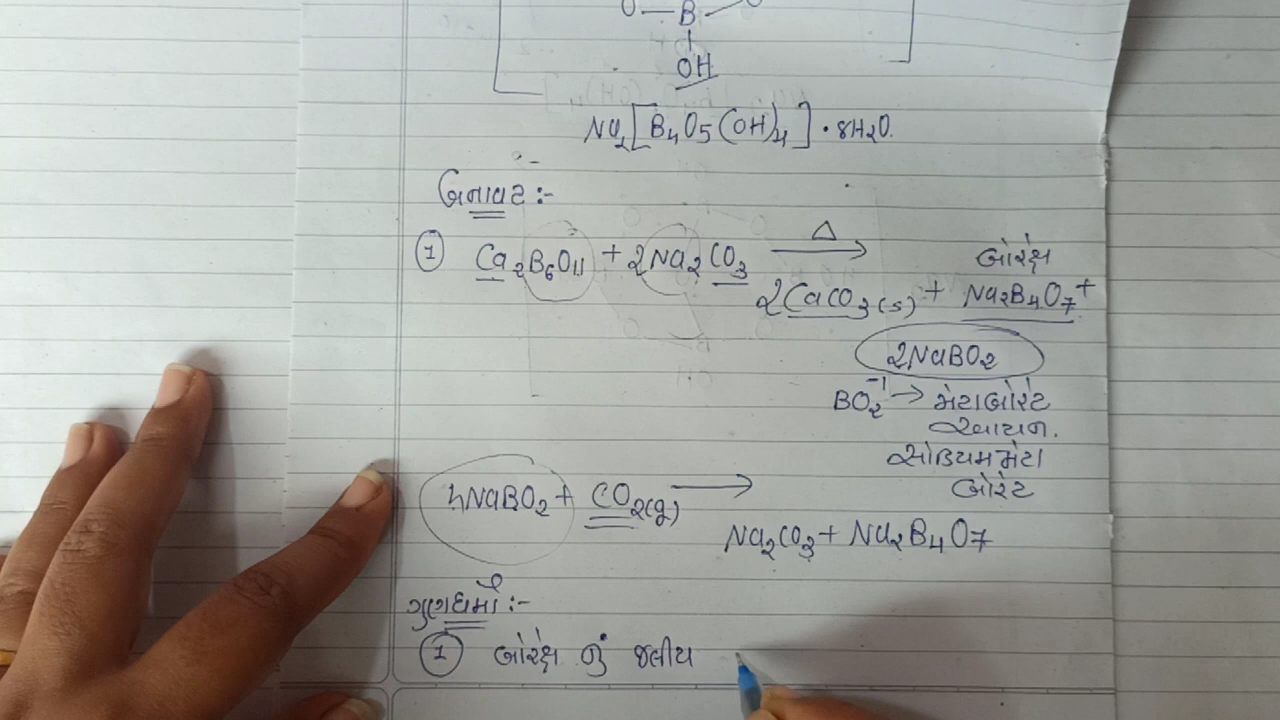 O — B — O
OH
Na₂[B₄O₅(OH)₄]·8H₂O.
બનાવટ :-
① Ca₂B₆O₁₁ + 2Na₂CO₃ —Δ→ બોરેક્ષ
2CaCO₃(s) + Na₂B₄O₇ +
2NaBO₂
BO₂⁻¹ → મેટાબોરેટ
આયન.
સોડિયમ મેટા
બોરેટ
4NaBO₂ + CO₂(g) →
Na₂CO₃ + Na₂B₄O₇
ગુણધર્મો :-
① બોરેક્ષ નું જલીય